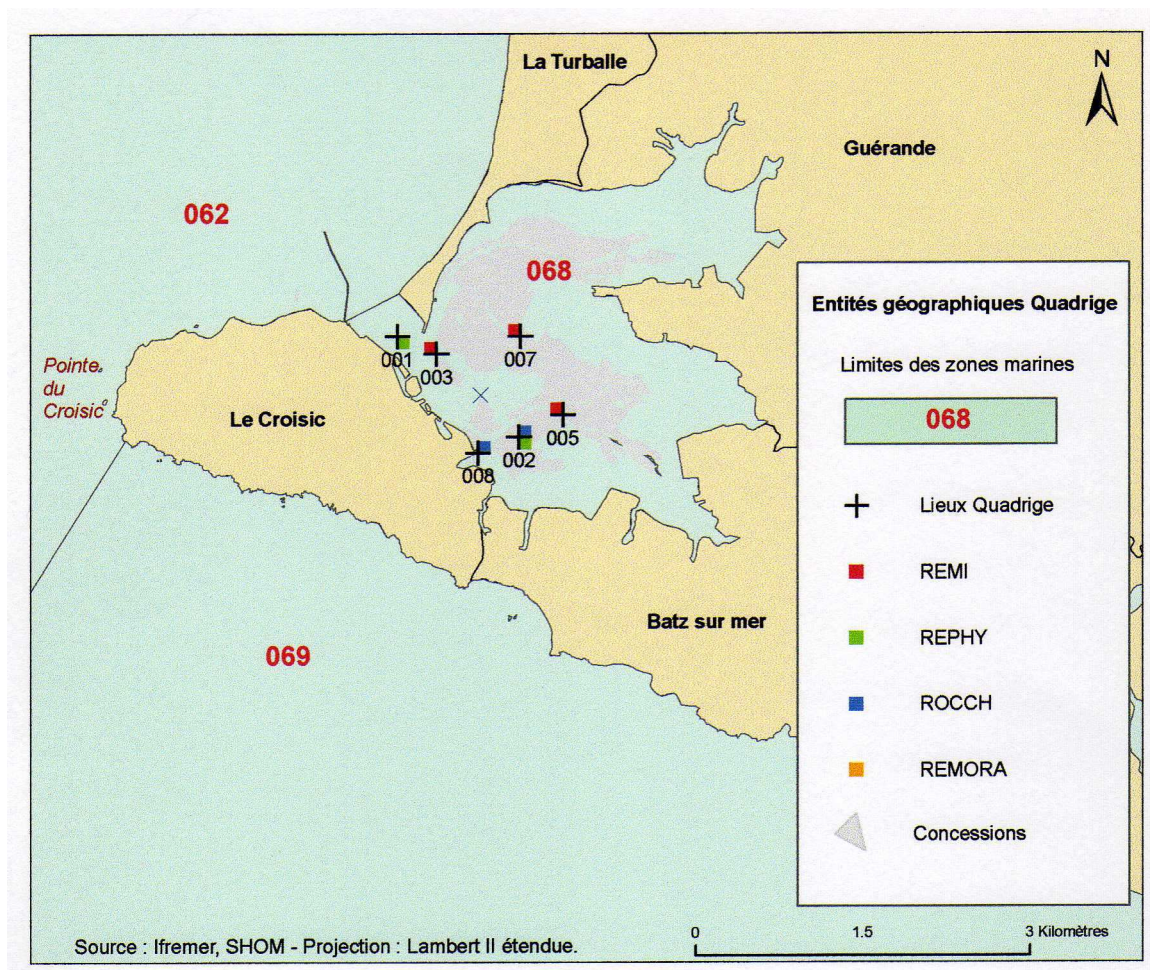 La Turballe
N
Guérande
062
068
Entités géographiques Quadrige
001
003
007
Limites des zones marines
Pointe
du
Croisic
Le Croisic
068
005
002
008
Lieux Quadrige
REMI
Batz sur mer
REPHY
069
ROCCH
REMORA
Concessions
Source : Ifremer, SHOM - Projection : Lambert II étendue.
0 1.5 3 Kilomètres